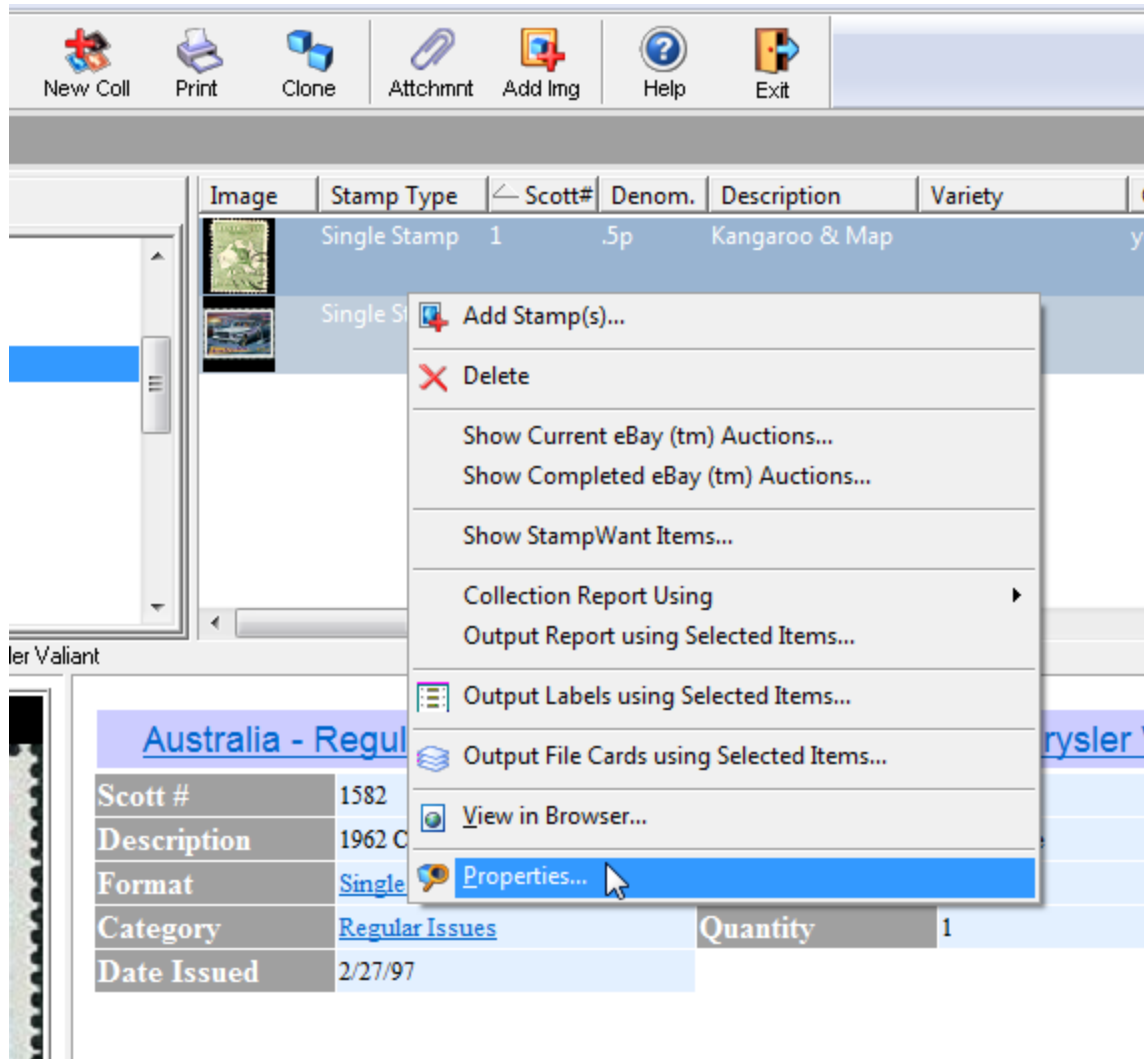 New Coll Print Clone Attchmnt Add Img Help Exit
Image Stamp Type Scott# Denom. Description Variety
Single Stamp 1 .5p Kangaroo & Map
Single
Add Stamp(s)...
Delete
Show Current eBay (tm) Auctions...
Show Completed eBay (tm) Auctions...
Show StampWant Items...
Collection Report Using
Output Report using Selected Items...
Output Labels using Selected Items...
Output File Cards using Selected Items...
View in Browser...
Properties...
Valiant
Australia - Regul rysler
Scott # 1582
Description 1962 C
Format Single
Category Regular Issues Quantity 1
Date Issued 2/27/97